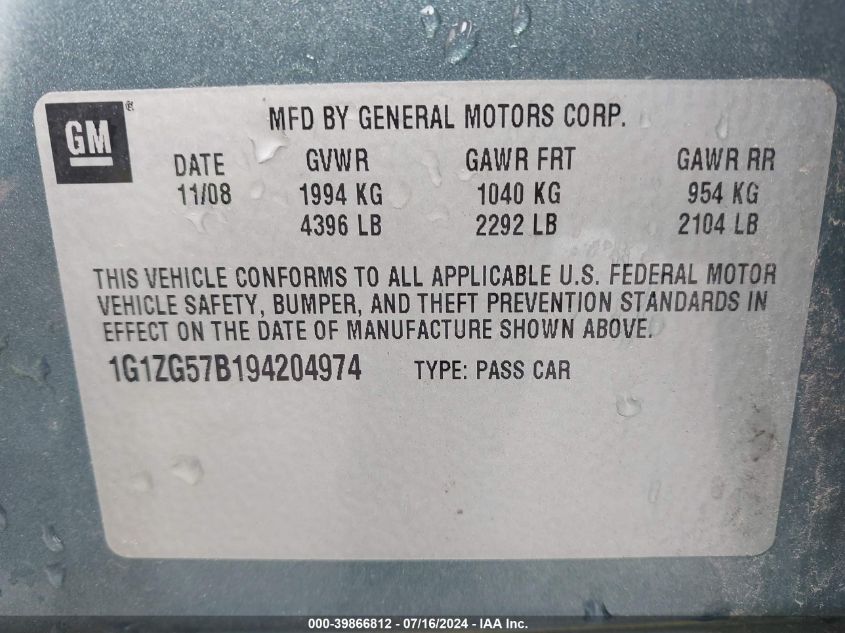 GM®
MFD BY GENERAL MOTORS CORP.
DATE GVWR GAWR FRT GAWR RR
11/08 1994 KG 1040 KG 954 KG
4396 LB 2292 LB 2104 LB
THIS VEHICLE CONFORMS TO ALL APPLICABLE U.S. FEDERAL MOTOR
VEHICLE SAFETY, BUMPER, AND THEFT PREVENTION STANDARDS IN
EFFECT ON THE DATE OF MANUFACTURE SHOWN ABOVE.
1G1ZG57B194204974 TYPE: PASS CAR
000-39866812 - 07/16/2024 - IAA Inc.